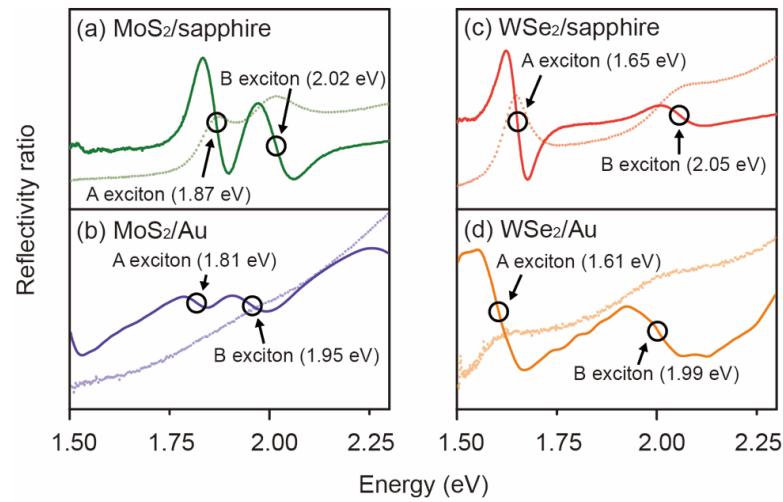 (a) MoS₂/sapphire
B exciton (2.02 eV)
A exciton (1.87 eV)
(b) MoS₂/Au
A exciton (1.81 eV)
B exciton (1.95 eV)
(c) WSe₂/sapphire
A exciton (1.65 eV)
B exciton (2.05 eV)
(d) WSe₂/Au
A exciton (1.61 eV)
B exciton (1.99 eV)
Reflectivity ratio
1.50 1.75 2.00 2.25
1.50 1.75 2.00 2.25
Energy (eV)